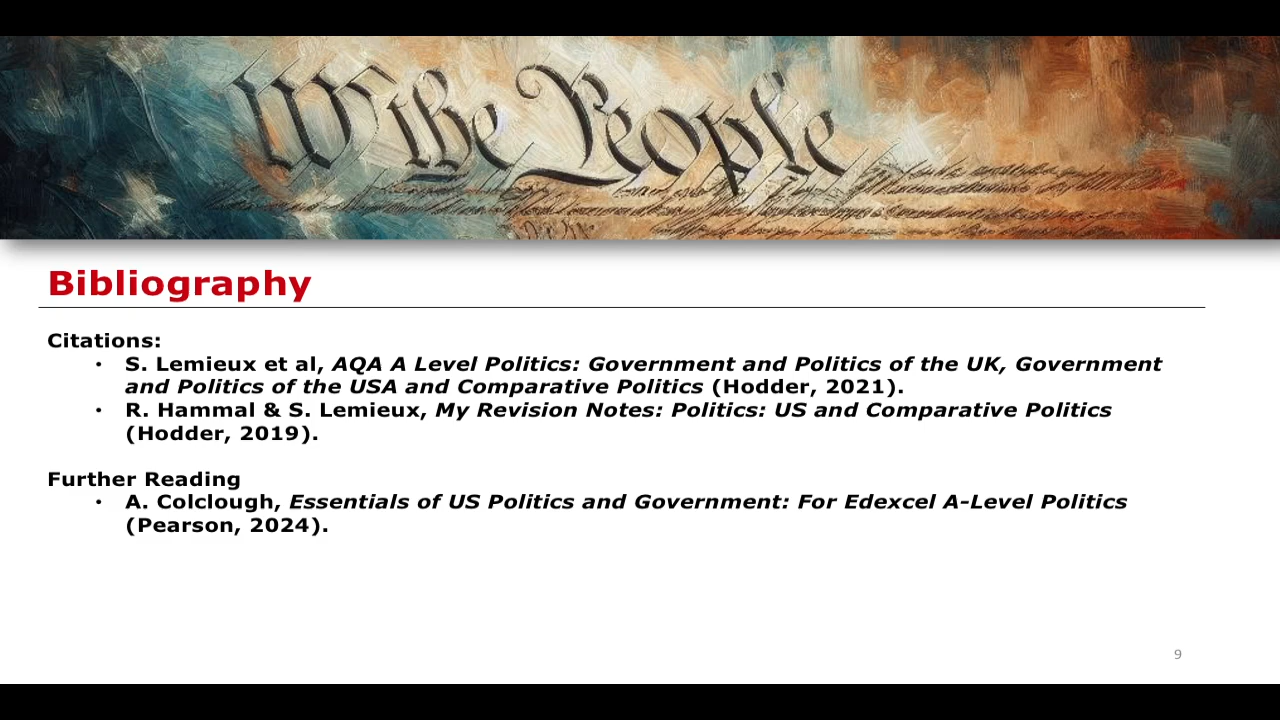 We the People
Bibliography
Citations:
• S. Lemieux et al, AQA A Level Politics: Government and Politics of the UK, Government
and Politics of the USA and Comparative Politics (Hodder, 2021).
• R. Hammal & S. Lemieux, My Revision Notes: Politics: US and Comparative Politics
(Hodder, 2019).
Further Reading
• A. Colclough, Essentials of US Politics and Government: For Edexcel A-Level Politics
(Pearson, 2024).
9